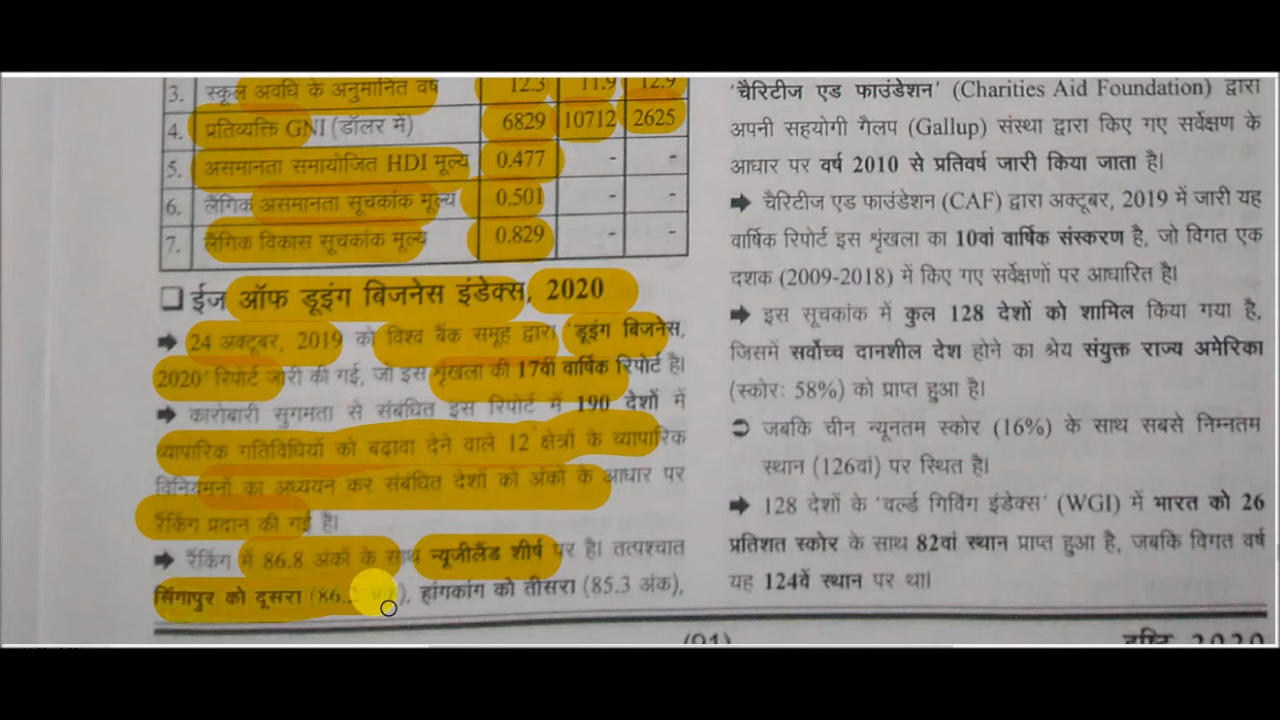 3. स्कूल अवधि के अनुमानित वर्ष 12.3 11.9 12.9
4. प्रतिव्यक्ति GNI (डॉलर में) 6829 10712 2625
5. असमानता समायोजित HDI मूल्य 0.477 - -
6. लैंगिक असमानता सूचकांक मूल्य 0.501 - -
7. लैंगिक विकास सूचकांक मूल्य 0.829 - -
❑ ईज ऑफ डूइंग बिजनेस इंडेक्स, 2020
➡ 24 अक्टूबर, 2019 को विश्व बैंक समूह द्वारा 'डूइंग बिजनेस,
2020' रिपोर्ट जारी की गई, जो इस शृंखला की 17वीं वार्षिक रिपोर्ट है।
➡ कारोबारी सुगमता से संबंधित इस रिपोर्ट में 190 देशों में
व्यापारिक गतिविधियों को बढ़ावा देने वाले 12 क्षेत्रों के व्यापारिक
विनियमनों का अध्ययन कर संबंधित देशों को अंकों के आधार पर
रैंकिंग प्रदान की गई है।
➡ रैंकिंग में 86.8 अंकों के साथ न्यूजीलैंड शीर्ष पर है। तत्पश्चात
सिंगापुर को दूसरा (86.), हांगकांग को तीसरा (85.3 अंक),
'चैरिटीज एड फाउंडेशन' (Charities Aid Foundation) द्वारा
अपनी सहयोगी गैलप (Gallup) संस्था द्वारा किए गए सर्वेक्षण के
आधार पर वर्ष 2010 से प्रतिवर्ष जारी किया जाता है।
➡ चैरिटीज एड फाउंडेशन (CAF) द्वारा अक्टूबर, 2019 में जारी यह
वार्षिक रिपोर्ट इस शृंखला का 10वां वार्षिक संस्करण है, जो विगत एक
दशक (2009-2018) में किए गए सर्वेक्षणों पर आधारित है।
➡ इस सूचकांक में कुल 128 देशों को शामिल किया गया है,
जिसमें सर्वोच्च दानशील देश होने का श्रेय संयुक्त राज्य अमेरिका
(स्कोर: 58%) को प्राप्त हुआ है।
➲ जबकि चीन न्यूनतम स्कोर (16%) के साथ सबसे निम्नतम
स्थान (126वां) पर स्थित है।
➡ 128 देशों के 'वर्ल्ड गिविंग इंडेक्स' (WGI) में भारत को 26
प्रतिशत स्कोर के साथ 82वां स्थान प्राप्त हुआ है, जबकि विगत वर्ष
यह 124वें स्थान पर था।
(91)
दृष्टि 2020